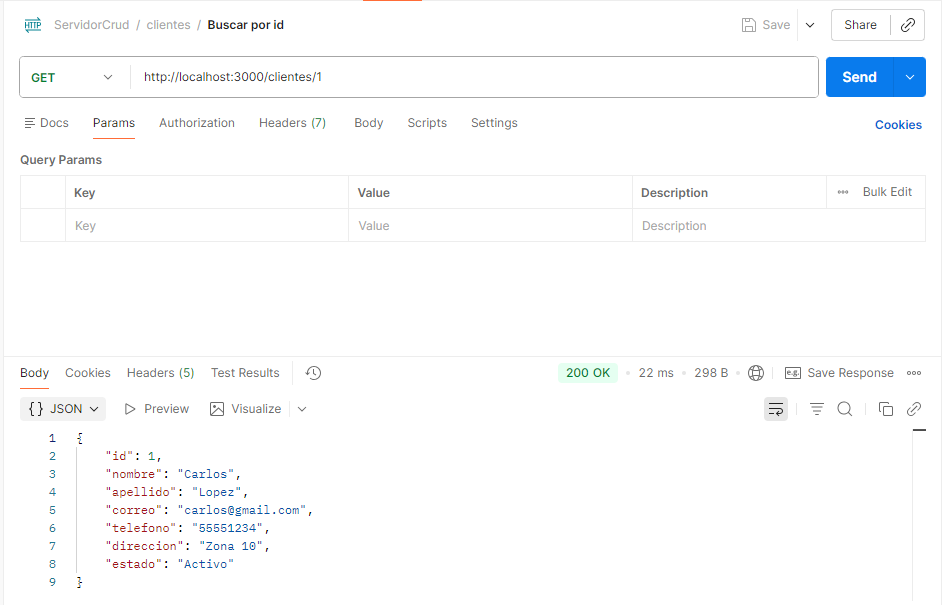 HTTP ServidorCrud / clientes / Buscar por id Save Share
GET http://localhost:3000/clientes/1 Send
Docs Params Authorization Headers (7) Body Scripts Settings Cookies
Query Params
Key Value Description Bulk Edit
Key Value Description
Body Cookies Headers (5) Test Results 200 OK • 22 ms • 298 B • e.g. Save Response
{} JSON Preview Visualize
1 {
2 "id": 1,
3 "nombre": "Carlos",
4 "apellido": "Lopez",
5 "correo": "carlos@gmail.com",
6 "telefono": "55551234",
7 "direccion": "Zona 10",
8 "estado": "Activo"
9 }